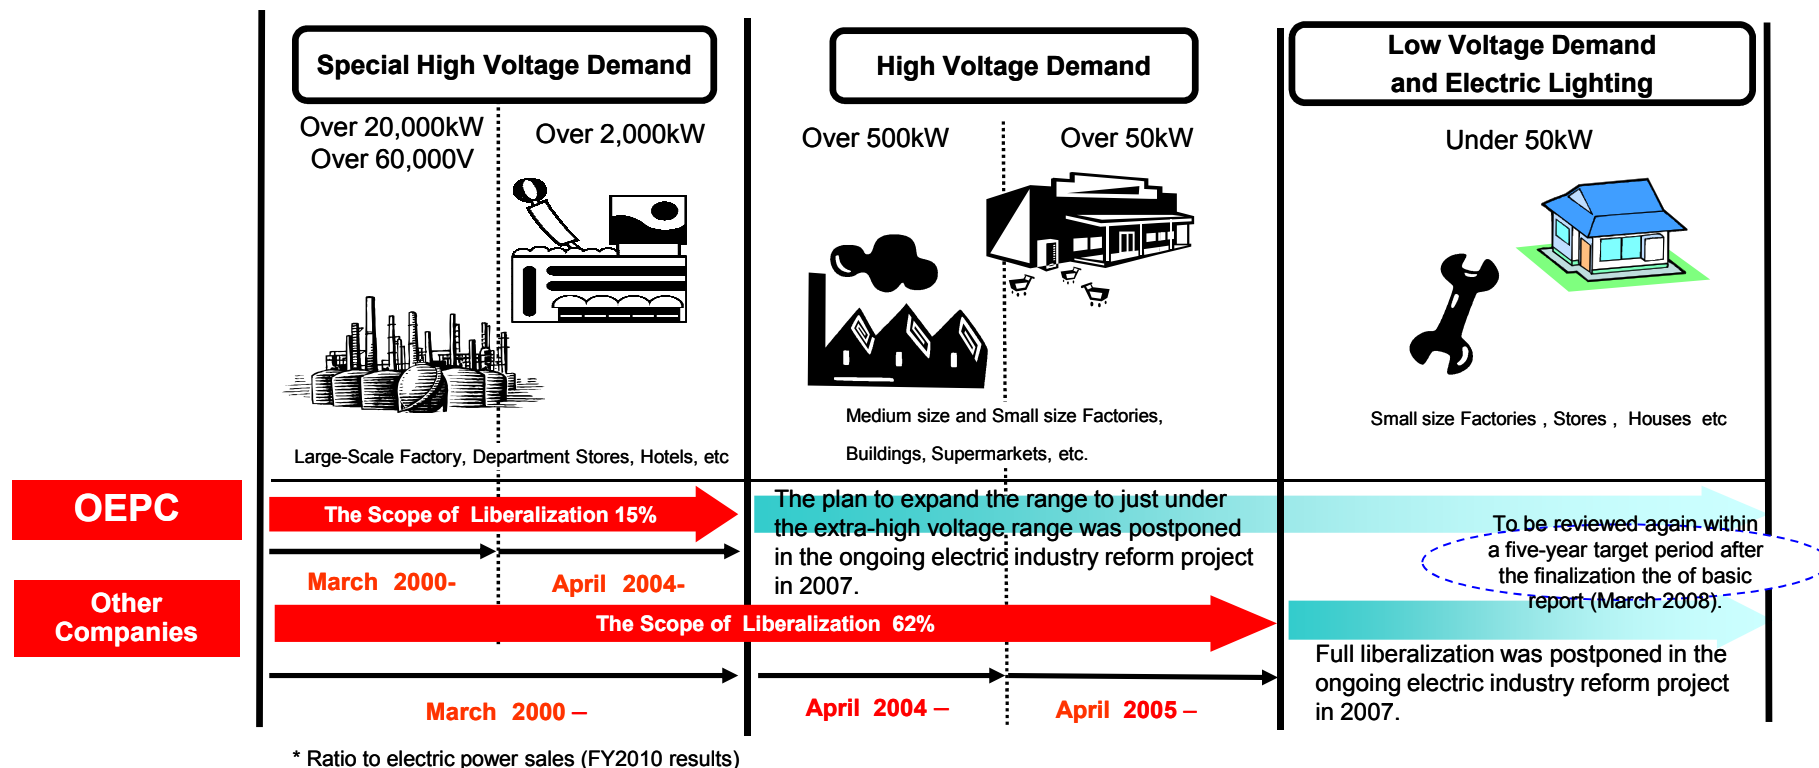 Special High Voltage Demand
High Voltage Demand
Low Voltage Demand
and Electric Lighting
Over 20,000kW
Over 60,000V
Over 2,000kW
Over 500kW
Over 50kW
Under 50kW
Large-Scale Factory, Department Stores, Hotels, etc
Medium size and Small size Factories,
Buildings, Supermarkets, etc.
Small size Factories , Stores , Houses etc
OEPC
The Scope of Liberalization 15%
March 2000-
April 2004-
The plan to expand the range to just under
the extra-high voltage range was postponed
in the ongoing electric industry reform project
in 2007.
To be reviewed again within
a five-year target period after
the finalization the of basic
report (March 2008).
Other
Companies
The Scope of Liberalization 62%
March 2000 –
April 2004 –
April 2005 –
Full liberalization was postponed in the
ongoing electric industry reform project
in 2007.
* Ratio to electric power sales (FY2010 results)